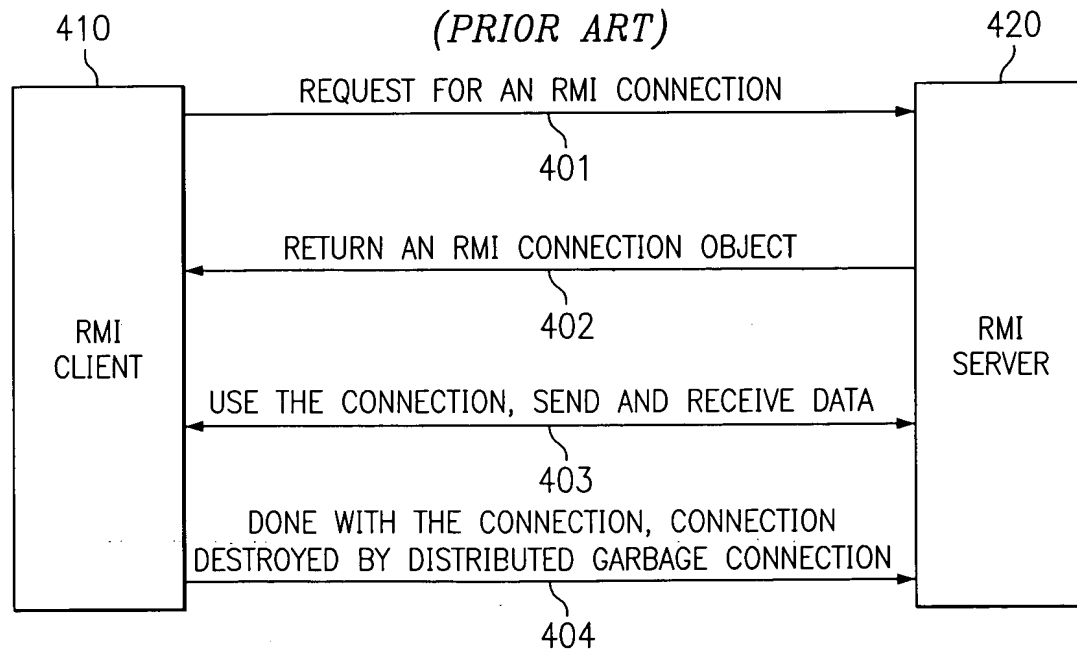 (PRIOR ART)
410
420
REQUEST FOR AN RMI CONNECTION
401
RETURN AN RMI CONNECTION OBJECT
402
RMI
CLIENT
RMI
SERVER
USE THE CONNECTION, SEND AND RECEIVE DATA
403
DONE WITH THE CONNECTION, CONNECTION
DESTROYED BY DISTRIBUTED GARBAGE CONNECTION
404